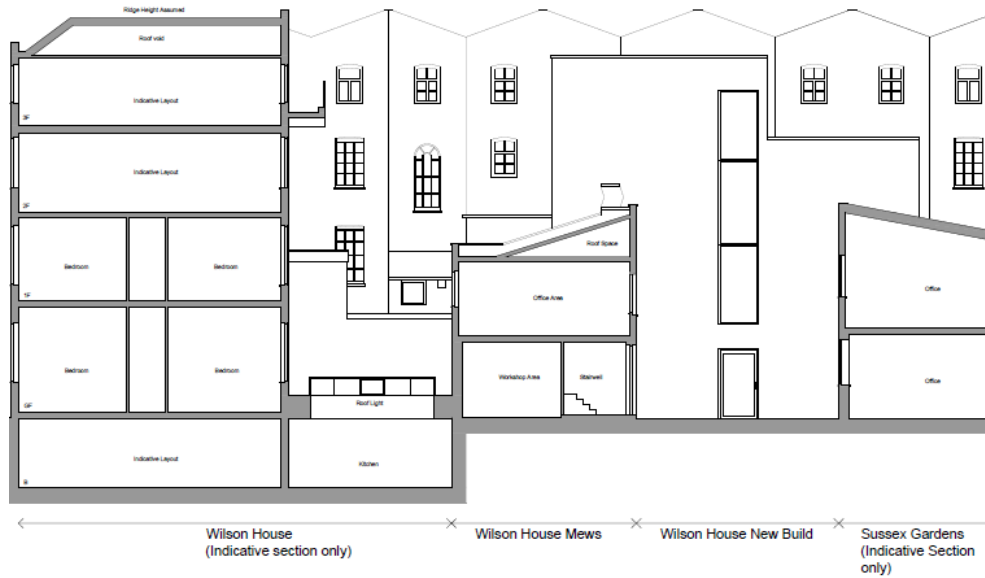 Ridge Height Assumed
Roof void
Indicative Layout
3F
Indicative Layout
2F
Bedroom
Bedroom
1F
Bedroom
Bedroom
GF
Indicative Layout
B
Roof Light
Kitchen
Roof Space
Office Area
Workshop Area
Stairwell
Office
Office
Wilson House
(Indicative section only)
Wilson House Mews
Wilson House New Build
Sussex Gardens
(Indicative Section
only)